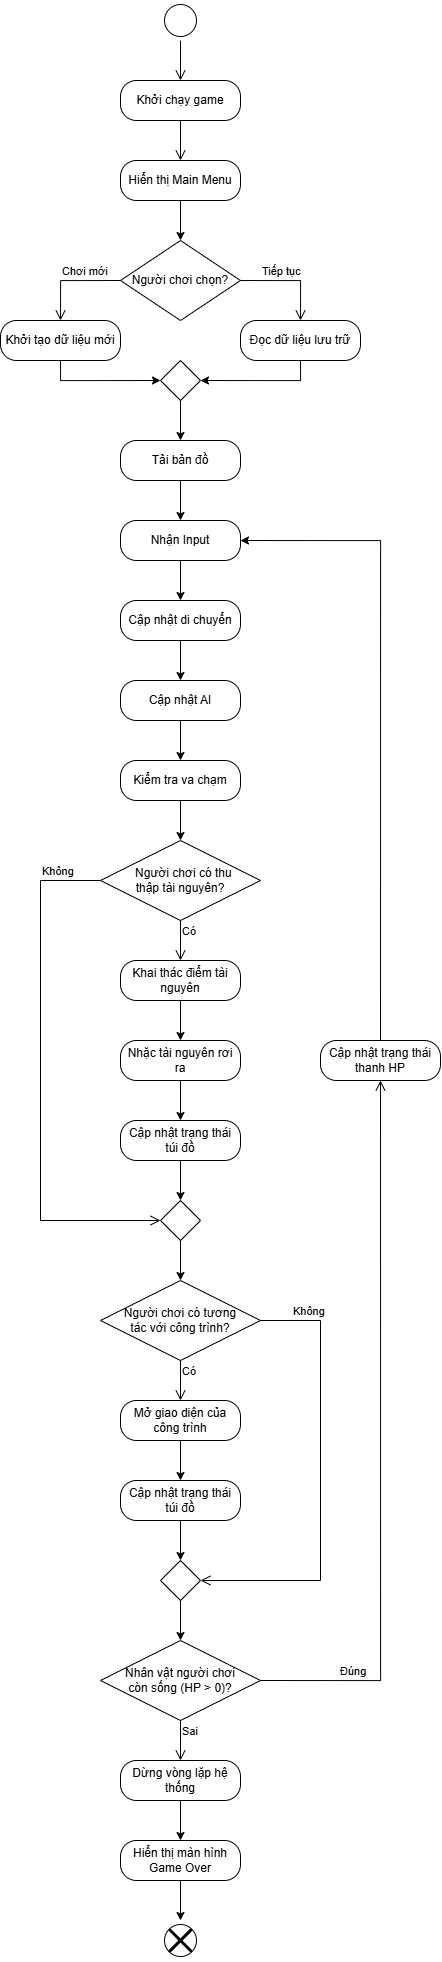 Khởi chạy game
Hiển thị Main Menu
Người chơi chọn?
Chơi mới
Tiếp tục
Khởi tạo dữ liệu mới
Đọc dữ liệu lưu trữ
Tải bản đồ
Nhận Input
Cập nhật di chuyển
Cập nhật AI
Kiểm tra va chạm
Người chơi có thu
thập tài nguyên?
Không
Có
Khai thác điểm tài
nguyên
Nhặc tài nguyên rơi
ra
Cập nhật trạng thái
thanh HP
Cập nhật trạng thái
túi đồ
Người chơi có tương
tác với công trình?
Không
Có
Mở giao diện của
công trình
Cập nhật trạng thái
túi đồ
Nhân vật người chơi
còn sống (HP > 0)?
Đúng
Sai
Dừng vòng lặp hệ
thống
Hiển thị màn hình
Game Over